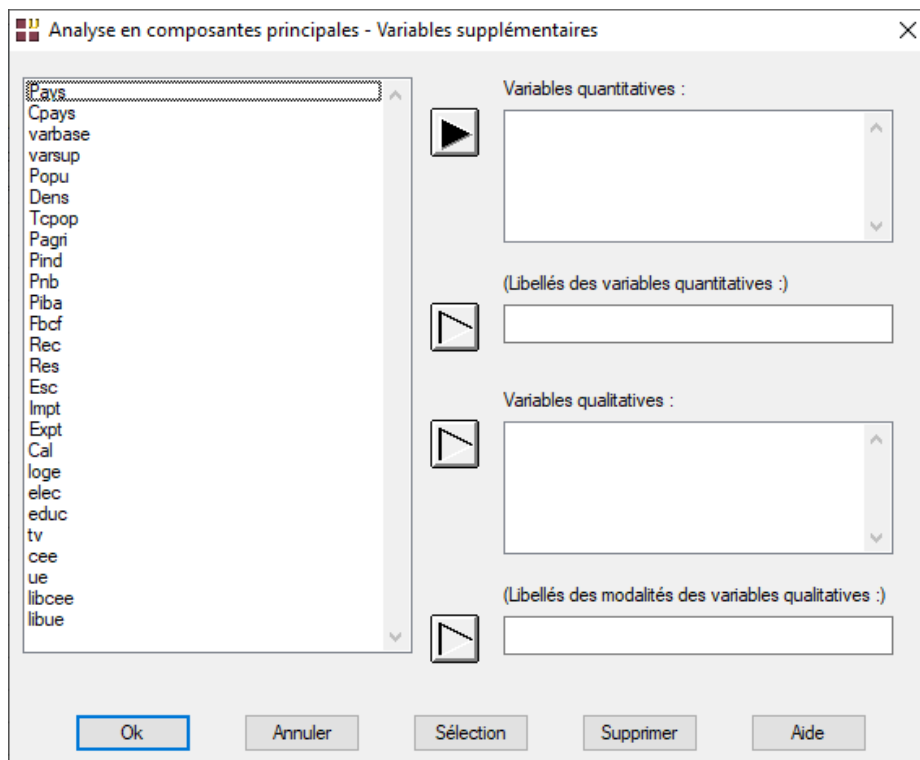 Analyse en composantes principales - Variables supplémentaires
Pays
Cpays
varbase
varsup
Popu
Dens
Tcpop
Pagri
Pind
Pnb
Piba
Fbcf
Rec
Res
Esc
Impt
Expt
Cal
loge
elec
educ
tv
cee
ue
libcee
libue
Variables quantitatives :
(Libellés des variables quantitatives :)
Variables qualitatives :
(Libellés des modalités des variables qualitatives :)
Ok
Annuler
Sélection
Supprimer
Aide